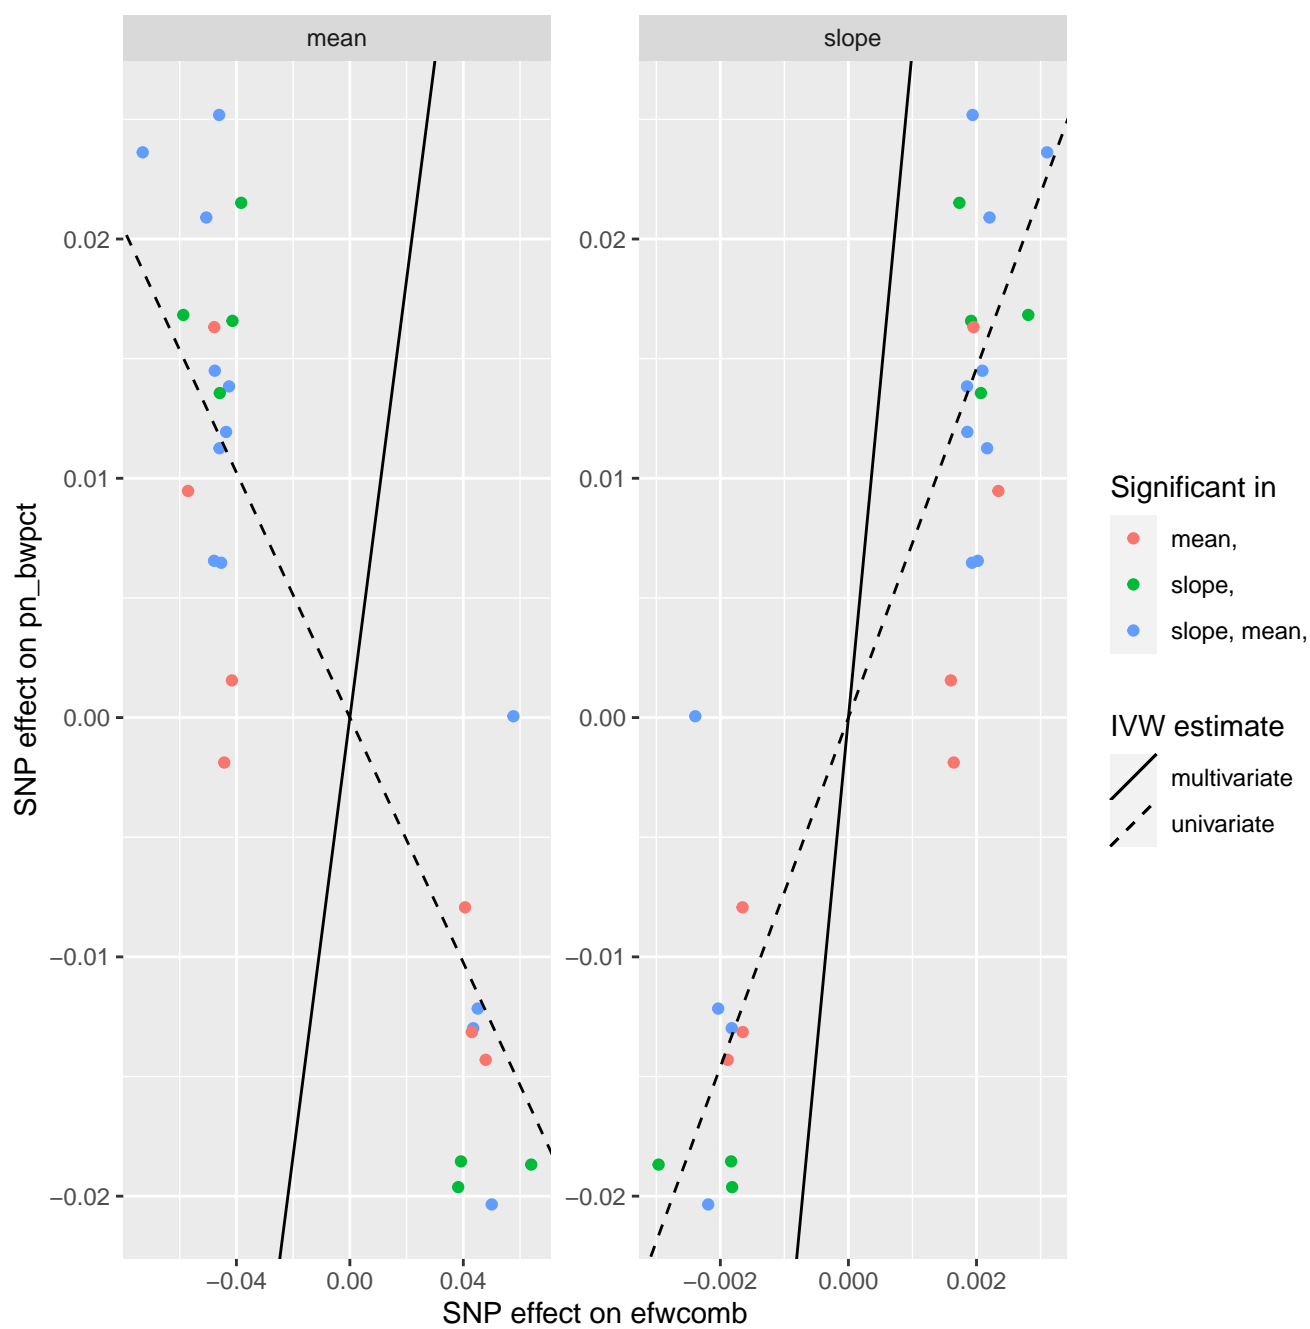 mean
slope
SNP effect on pn_bwpct
0.02
0.01
0.00
−0.01
−0.02
0.02
0.01
0.00
−0.01
−0.02
−0.04
0.00
0.04
−0.002
0.000
0.002
SNP effect on efwcomb
Significant in
mean,
slope,
slope, mean,
IVW estimate
multivariate
univariate